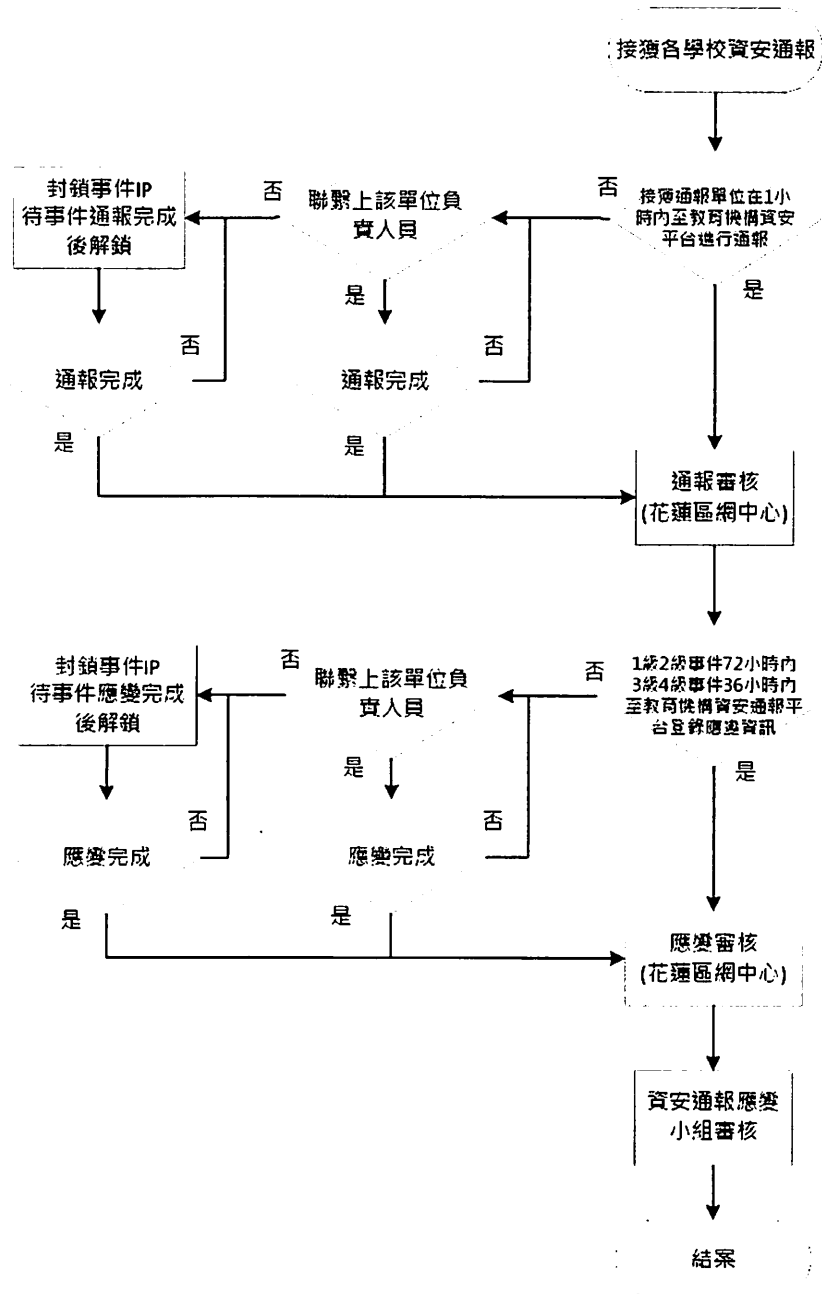 接獲各學校資安通報
接獲通報單位在1小
時內至教育機構資安
平台進行通報
否
是
聯繫上該單位負
責人員
否
是
封鎖事件IP
待事件通報完成
後解鎖
通報完成
否
是
通報完成
否
是
通報審核
(花蓮區網中心)
1級2級事件72小時內
3級4級事件36小時內
至教育機構資安通報平
台登錄應變資訊
否
是
聯繫上該單位負
責人員
否
是
封鎖事件IP
待事件應變完成
後解鎖
應變完成
否
是
應變完成
否
是
應變審核
(花蓮區網中心)
資安通報應變
小組審核
結案